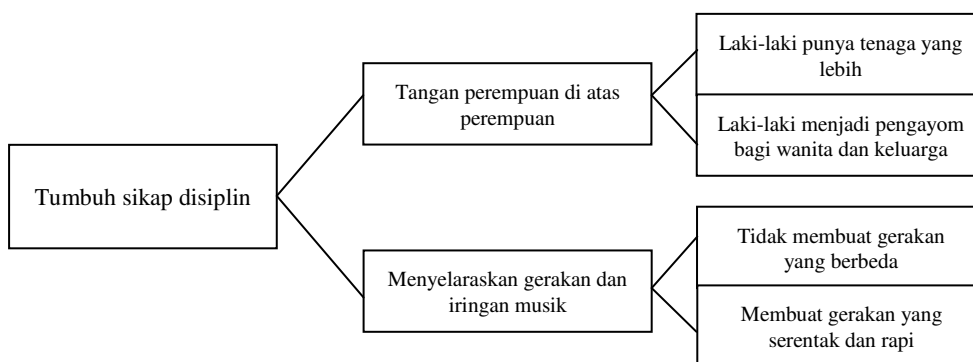 Tumbuh sikap disiplin
Tangan perempuan di atas
perempuan
Laki-laki punya tenaga yang
lebih
Laki-laki menjadi pengayom
bagi wanita dan keluarga
Menyelaraskan gerakan dan
iringan musik
Tidak membuat gerakan
yang berbeda
Membuat gerakan yang
serentak dan rapi